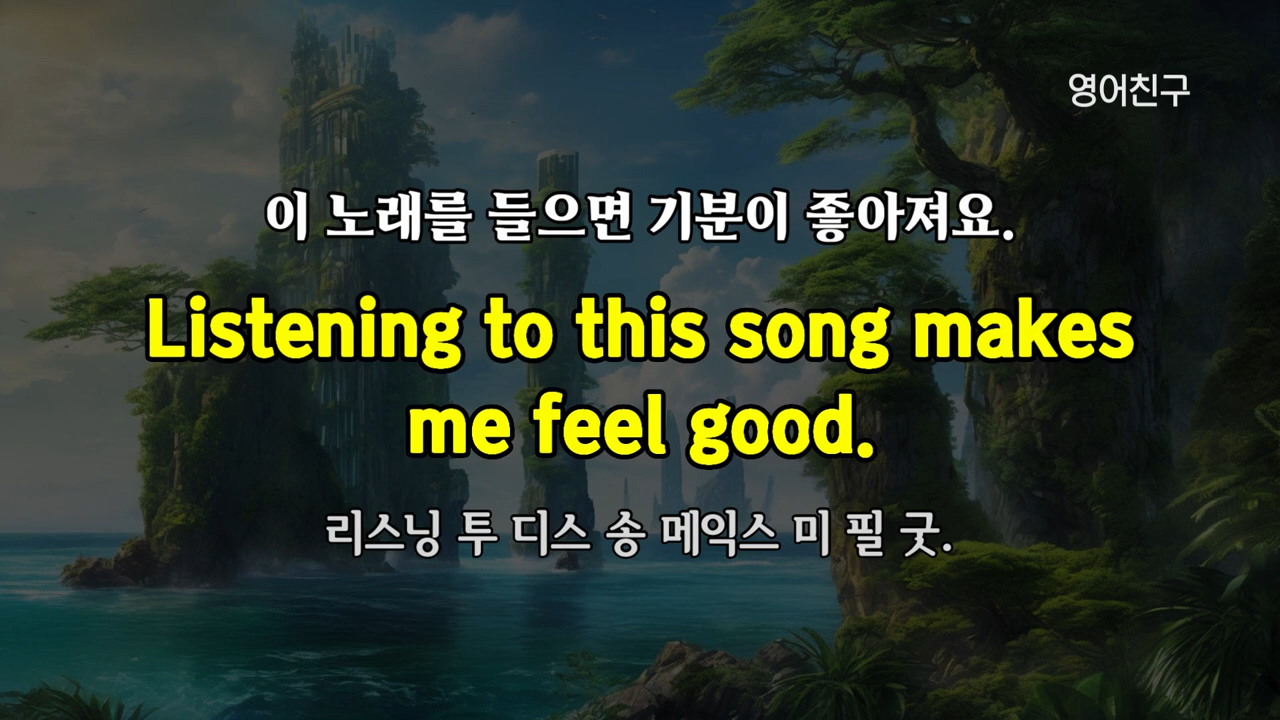 영어친구
이 노래를 들으면 기분이 좋아져요.
Listening to this song makes
me feel good.
리스닝 투 디스 송 메익스 미 필 굿.